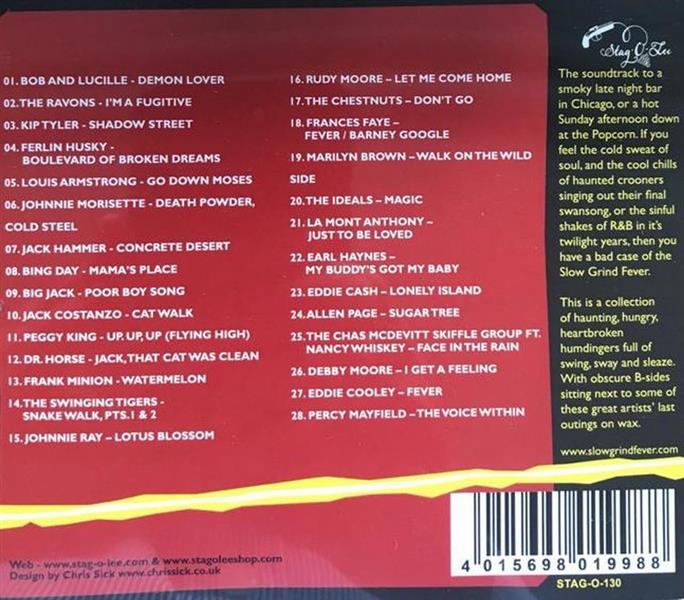 01. BOB AND LUCILLE - DEMON LOVER
02. THE RAVONS - I'M A FUGITIVE
03. KIP TYLER - SHADOW STREET
04. FERLIN HUSKY -
BOULEVARD OF BROKEN DREAMS
05. LOUIS ARMSTRONG - GO DOWN MOSES
06. JOHNNIE MORISETTE - DEATH POWDER,
COLD STEEL
07. JACK HAMMER - CONCRETE DESERT
08. BING DAY - MAMA'S PLACE
09. BIG JACK - POOR BOY SONG
10. JACK COSTANZO - CAT WALK
11. PEGGY KING - UP, UP, UP (FLYING HIGH)
12. DR. HORSE - JACK, THAT CAT WAS CLEAN
13. FRANK MINION - WATERMELON
14. THE SWINGING TIGERS -
SNAKE WALK, PTS.1 & 2
15. JOHNNIE RAY - LOTUS BLOSSOM
16. RUDY MOORE – LET ME COME HOME
17. THE CHESTNUTS – DON'T GO
18. FRANCES FAYE –
FEVER / BARNEY GOOGLE
19. MARILYN BROWN – WALK ON THE WILD
SIDE
20. THE IDEALS – MAGIC
21. LA MONT ANTHONY –
JUST TO BE LOVED
22. EARL HAYNES –
MY BUDDY'S GOT MY BABY
23. EDDIE CASH – LONELY ISLAND
24. ALLEN PAGE – SUGAR TREE
25. THE CHAS MCDEVITT SKIFFLE GROUP FT.
NANCY WHISKEY – FACE IN THE RAIN
26. DEBBY MOORE – I GET A FEELING
27. EDDIE COOLEY – FEVER
28. PERCY MAYFIELD – THE VOICE WITHIN
Stag-O-Lee
The soundtrack to a
smoky late night bar
in Chicago, or a hot
Sunday afternoon down
at the Popcorn. If you
feel the cold sweat of
soul, and the cool chills
of haunted crooners
singing out their final
swansong, or the sinful
shakes of R&B in it's
twilight years, then you
have a bad case of the
Slow Grind Fever.
This is a collection
of haunting, hungry,
heartbroken
humdingers full of
swing, sway and sleaze.
With obscure B-sides
sitting next to some of
these great artists' last
outings on wax.
www.slowgrindfever.com
Web - www.stag-o-lee.com & www.stagoleeshop.com
Design by Chris Sick www.chrissick.co.uk
4 015698 019988
STAG-O-130